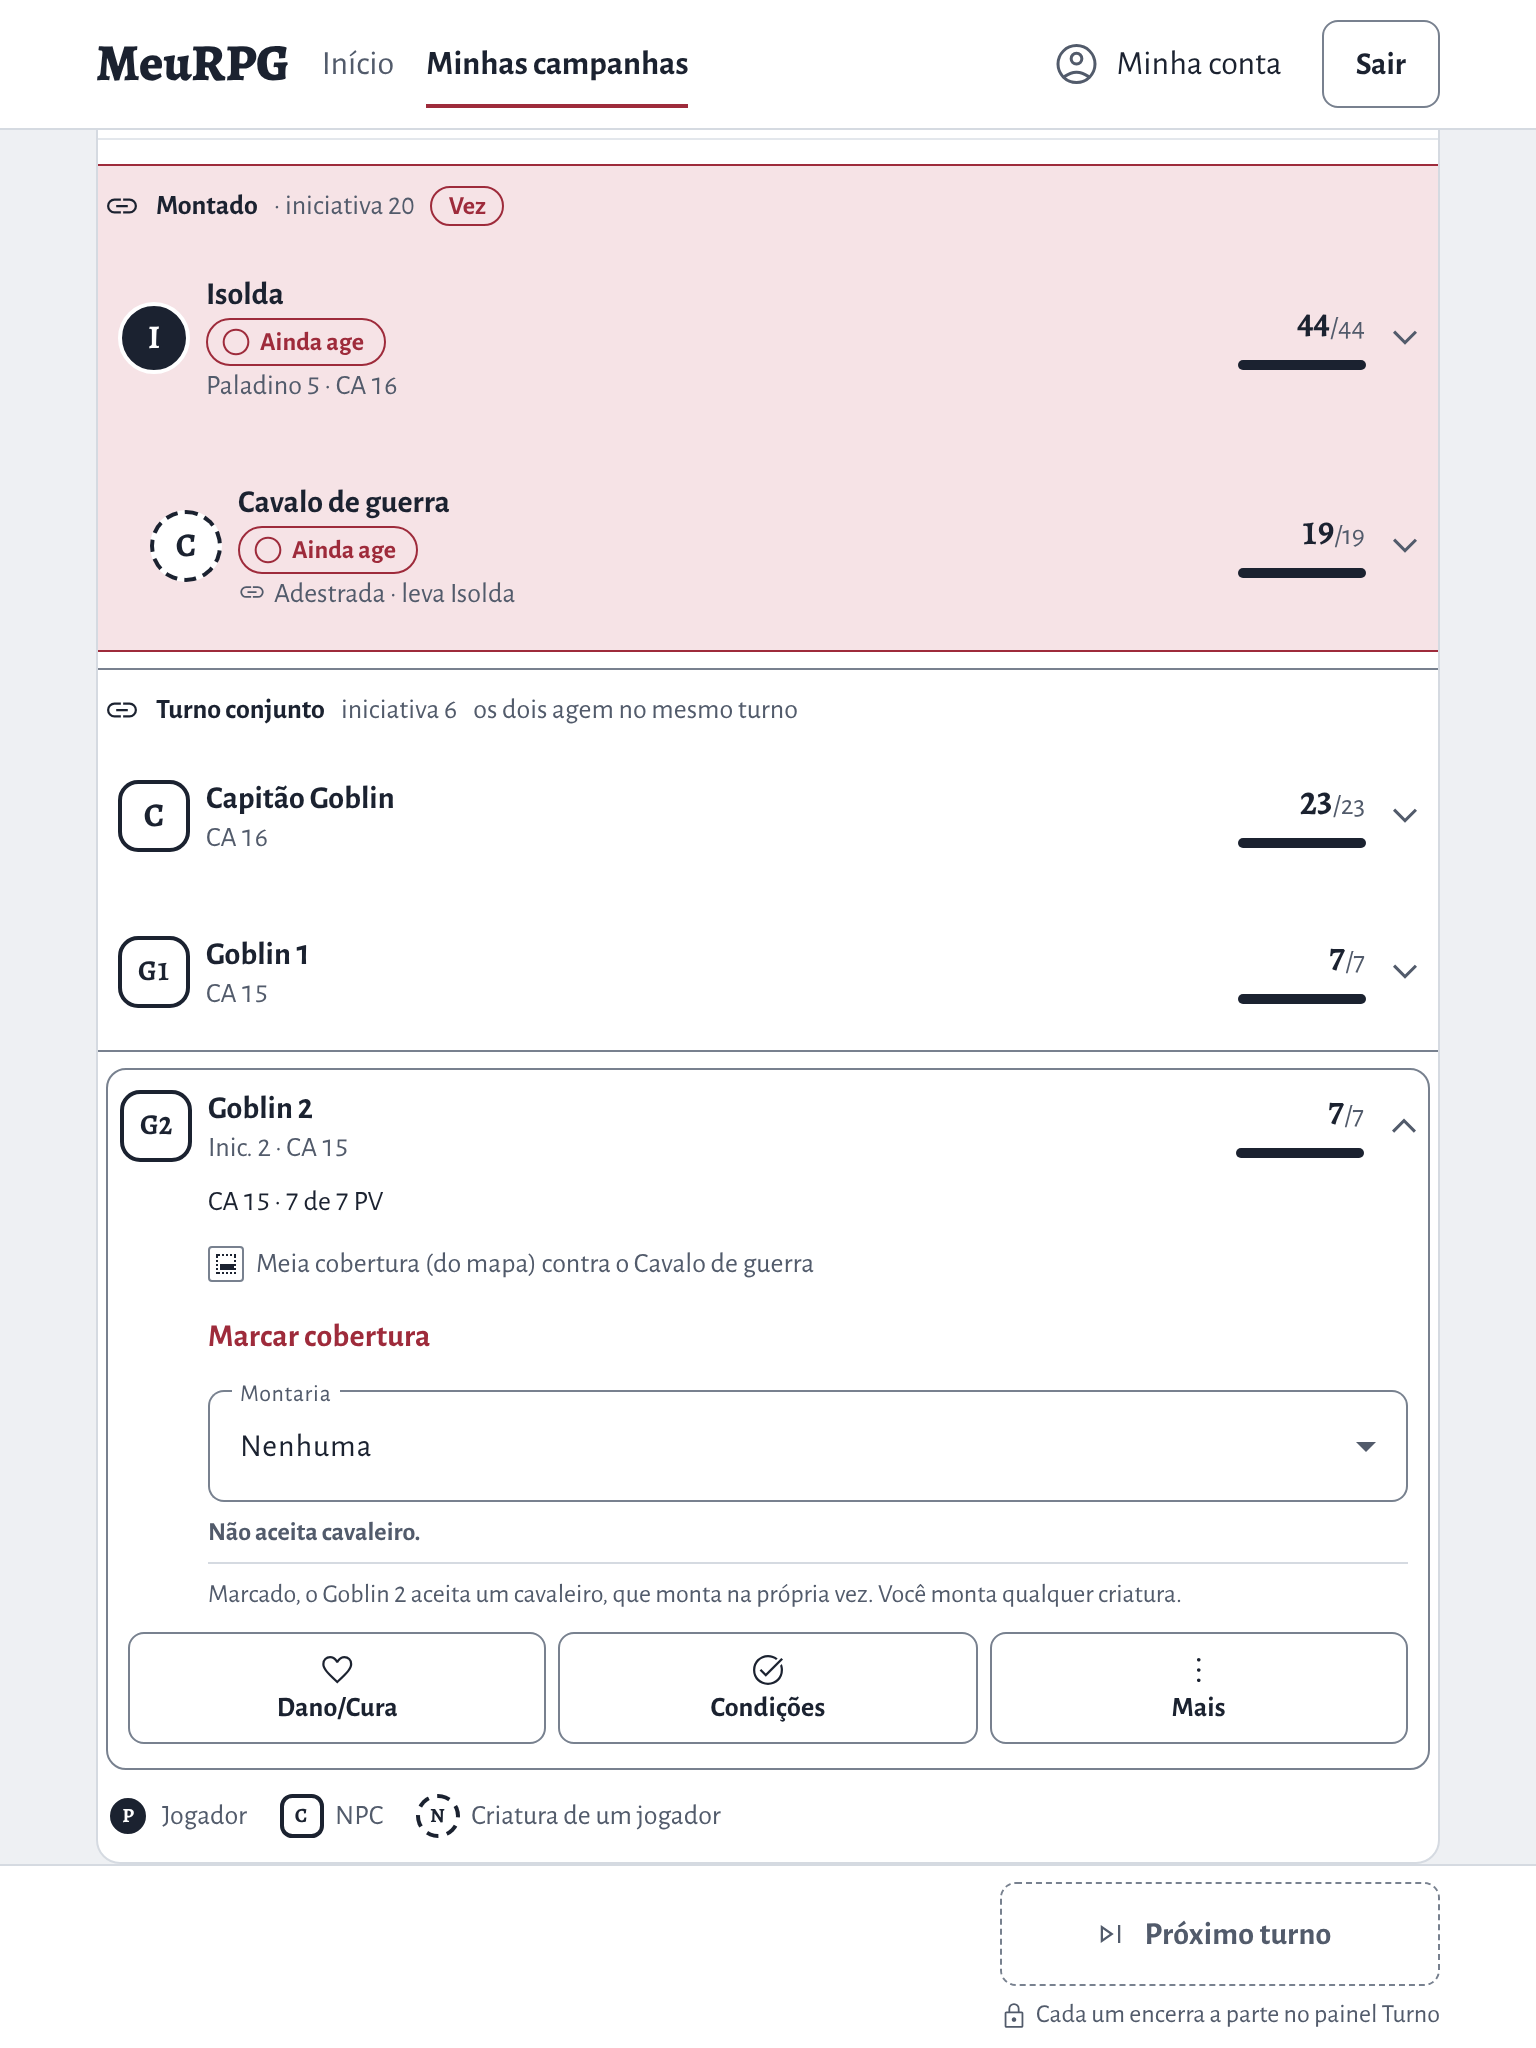 MeuRPG Início Minhas campanhas Minha conta Sair
Montado · iniciativa 20 Vez
I Isolda
Ainda age
Paladino 5 · CA 16
44/44
C Cavalo de guerra
Ainda age
Adestrada · leva Isolda
19/19
Turno conjunto iniciativa 6 os dois agem no mesmo turno
C Capitão Goblin
CA 16
23/23
G1 Goblin 1
CA 15
7/7
G2 Goblin 2
Inic. 2 · CA 15
7/7
CA 15 · 7 de 7 PV
Meia cobertura (do mapa) contra o Cavalo de guerra
Marcar cobertura
Montaria
Nenhuma
Não aceita cavaleiro.
Marcado, o Goblin 2 aceita um cavaleiro, que monta na própria vez. Você monta qualquer criatura.
Dano/Cura Condições Mais
P Jogador C NPC N Criatura de um jogador
Próximo turno
Cada um encerra a parte no painel Turno